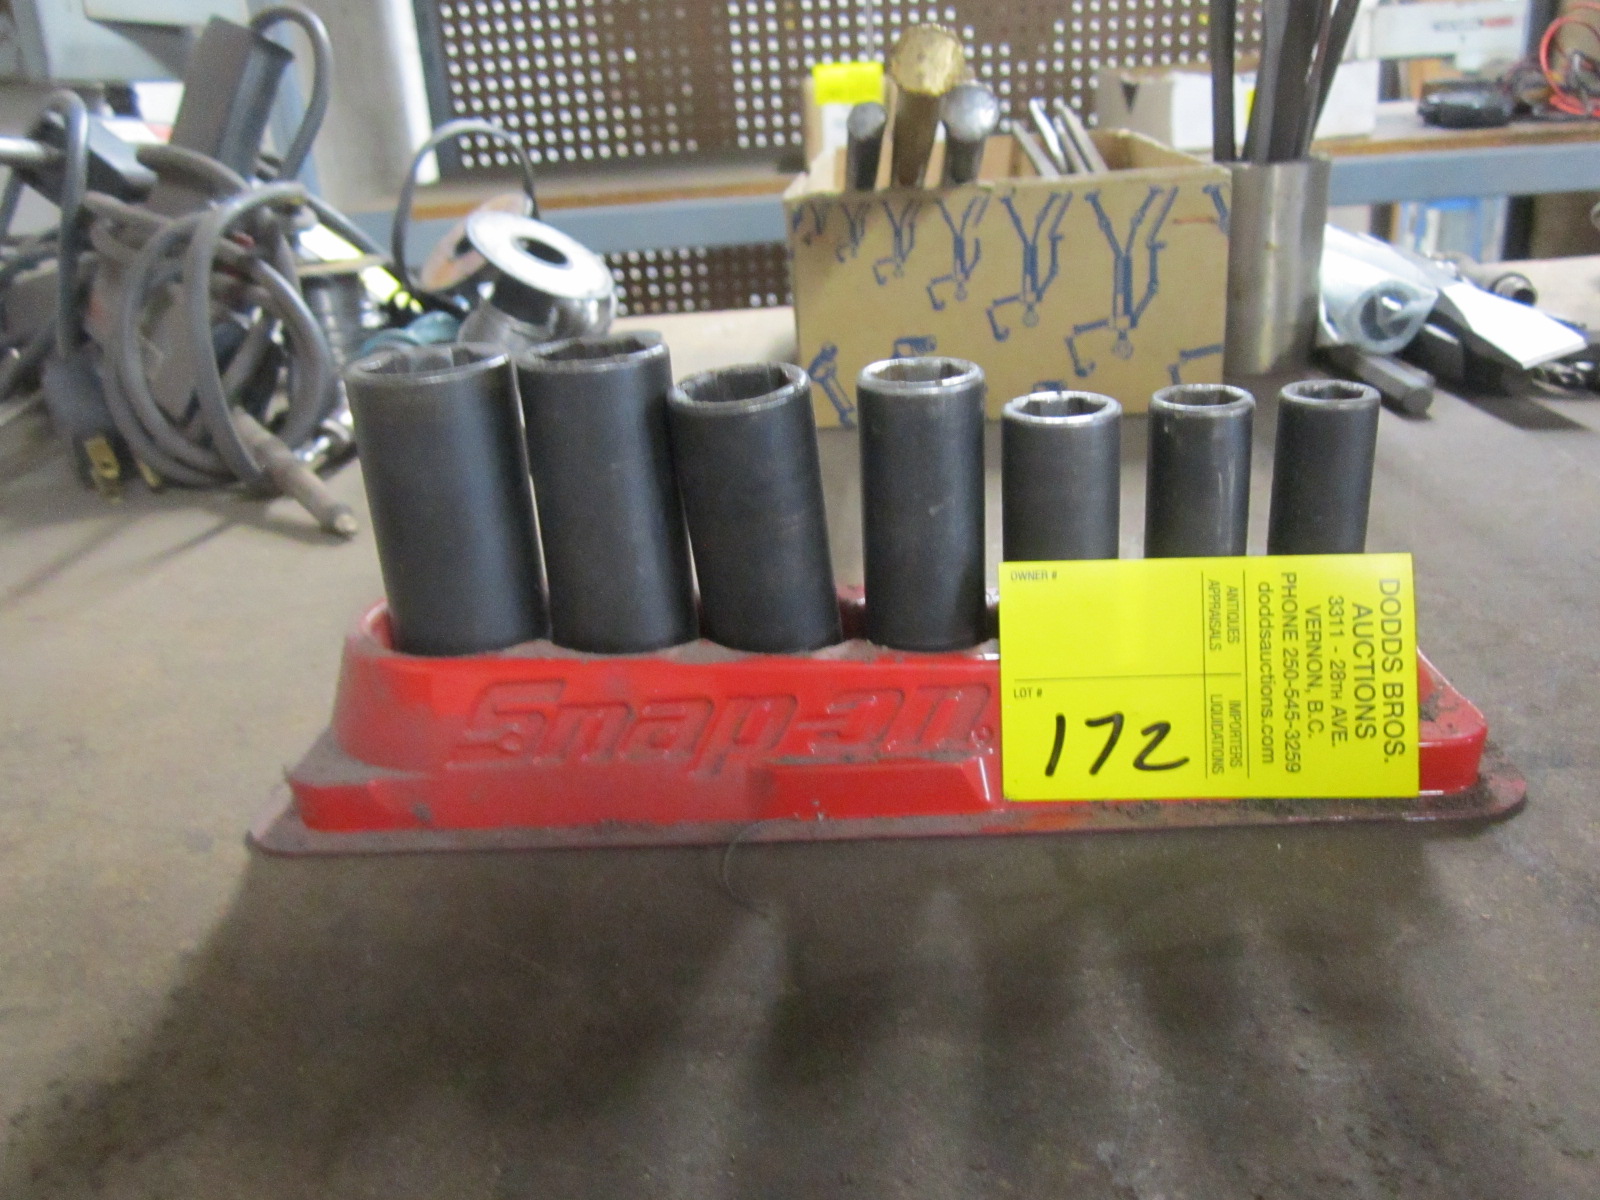 Snap-on
OWNER #
LOT #
172
ANTIQUES
APPRAISALS
IMPORTERS
LIQUIDATIONS
DODDS BROS.
AUCTIONS
3311 - 28TH AVE.
VERNON, B.C.
PHONE 250-545-3259
doddsauctions.com